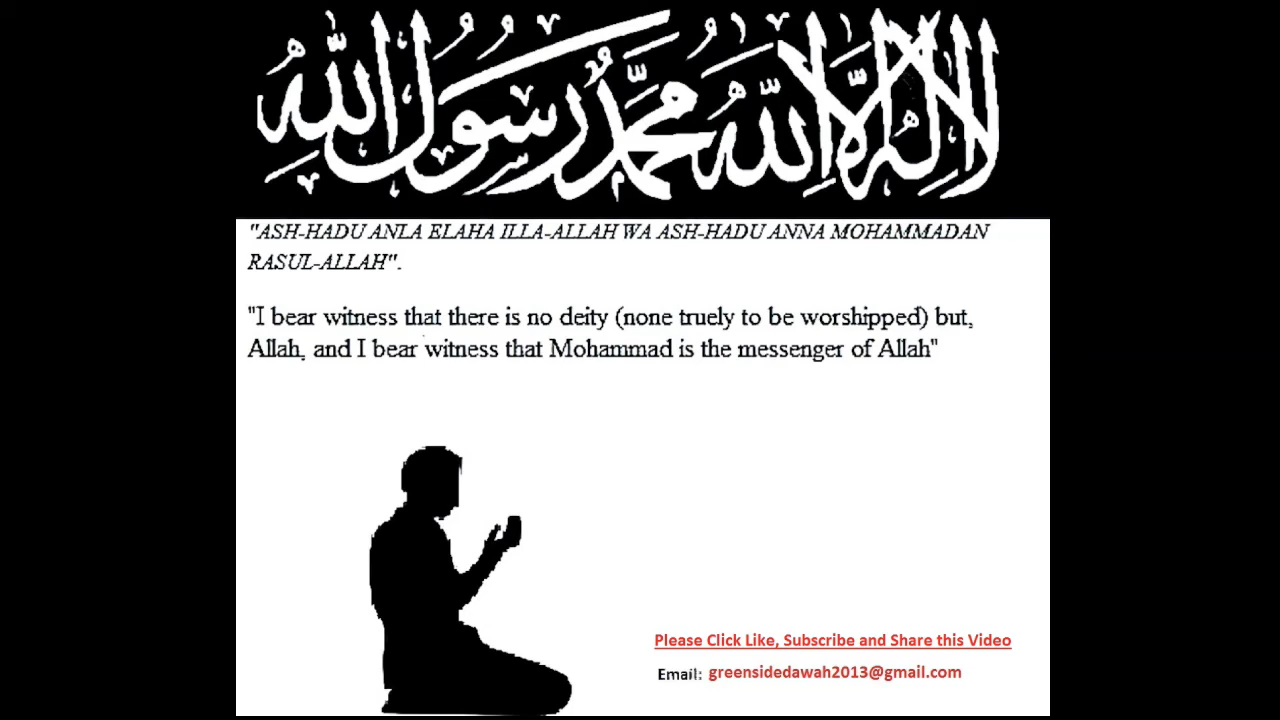 لا إله إلا الله محمد رسول الله
"ASH-HADU ANLA ELAHA ILLA-ALLAH WA ASH-HADU ANNA MOHAMMADAN
RASUL-ALLAH".
"I bear witness that there is no deity (none truely to be worshipped) but,
Allah, and I bear witness that Mohammad is the messenger of Allah"
Please Click Like, Subscribe and Share this Video
Email: greensidedawah2013@gmail.com